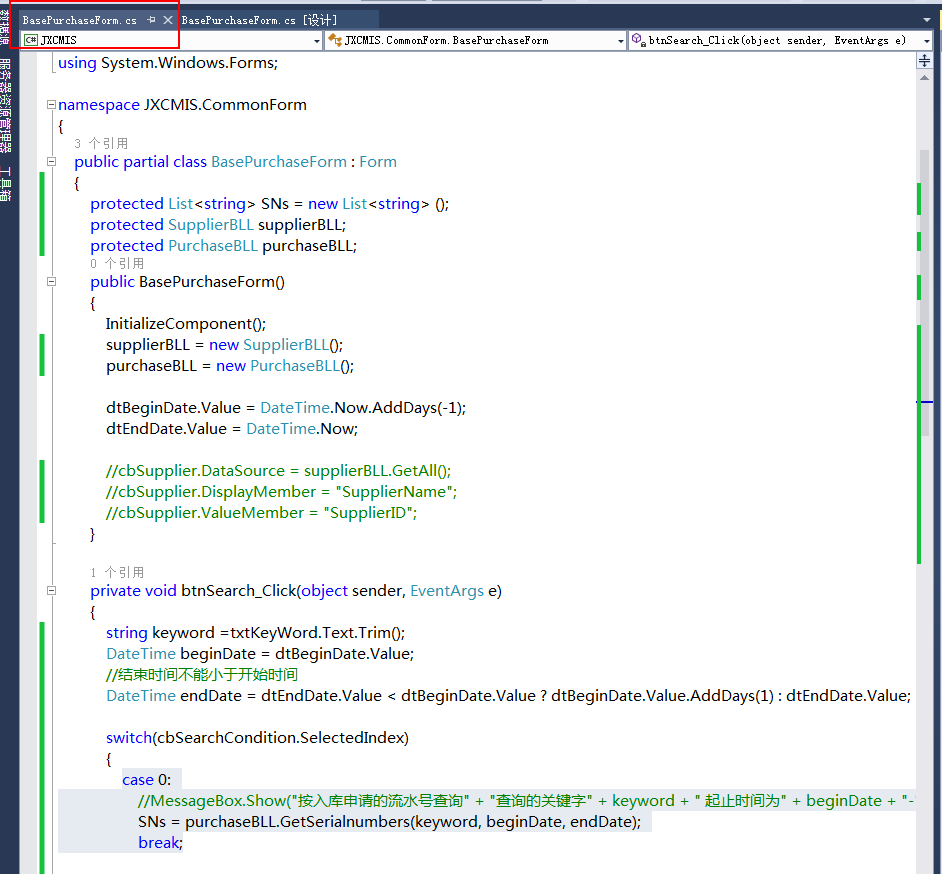 BasePurchaseForm.cs
BasePurchaseForm.cs [设计]
JXCMIS
JXCMIS.CommonForm.BasePurchaseForm
btnSearch_Click(object sender, EventArgs e)
服务器资源管理器
工具箱
using System.Windows.Forms;
namespace JXCMIS.CommonForm
{
3 个引用
public partial class BasePurchaseForm : Form
{
protected List<string> SNs = new List<string> ();
protected SupplierBLL supplierBLL;
protected PurchaseBLL purchaseBLL;
0 个引用
public BasePurchaseForm()
{
InitializeComponent();
supplierBLL = new SupplierBLL();
purchaseBLL = new PurchaseBLL();
dtBeginDate.Value = DateTime.Now.AddDays(-1);
dtEndDate.Value = DateTime.Now;
//cbSupplier.DataSource = supplierBLL.GetAll();
//cbSupplier.DisplayMember = "SupplierName";
//cbSupplier.ValueMember = "SupplierID";
}
1 个引用
private void btnSearch_Click(object sender, EventArgs e)
{
string keyword =txtKeyWord.Text.Trim();
DateTime beginDate = dtBeginDate.Value;
//结束时间不能小于开始时间
DateTime endDate = dtEndDate.Value < dtBeginDate.Value ? dtBeginDate.Value.AddDays(1) : dtEndDate.Value;
switch(cbSearchCondition.SelectedIndex)
{
case 0:
//MessageBox.Show("按入库申请的流水号查询" + "查询的关键字" + keyword + " 起止时间为" + beginDate + "-
SNs = purchaseBLL.GetSerialnumbers(keyword, beginDate, endDate);
break;